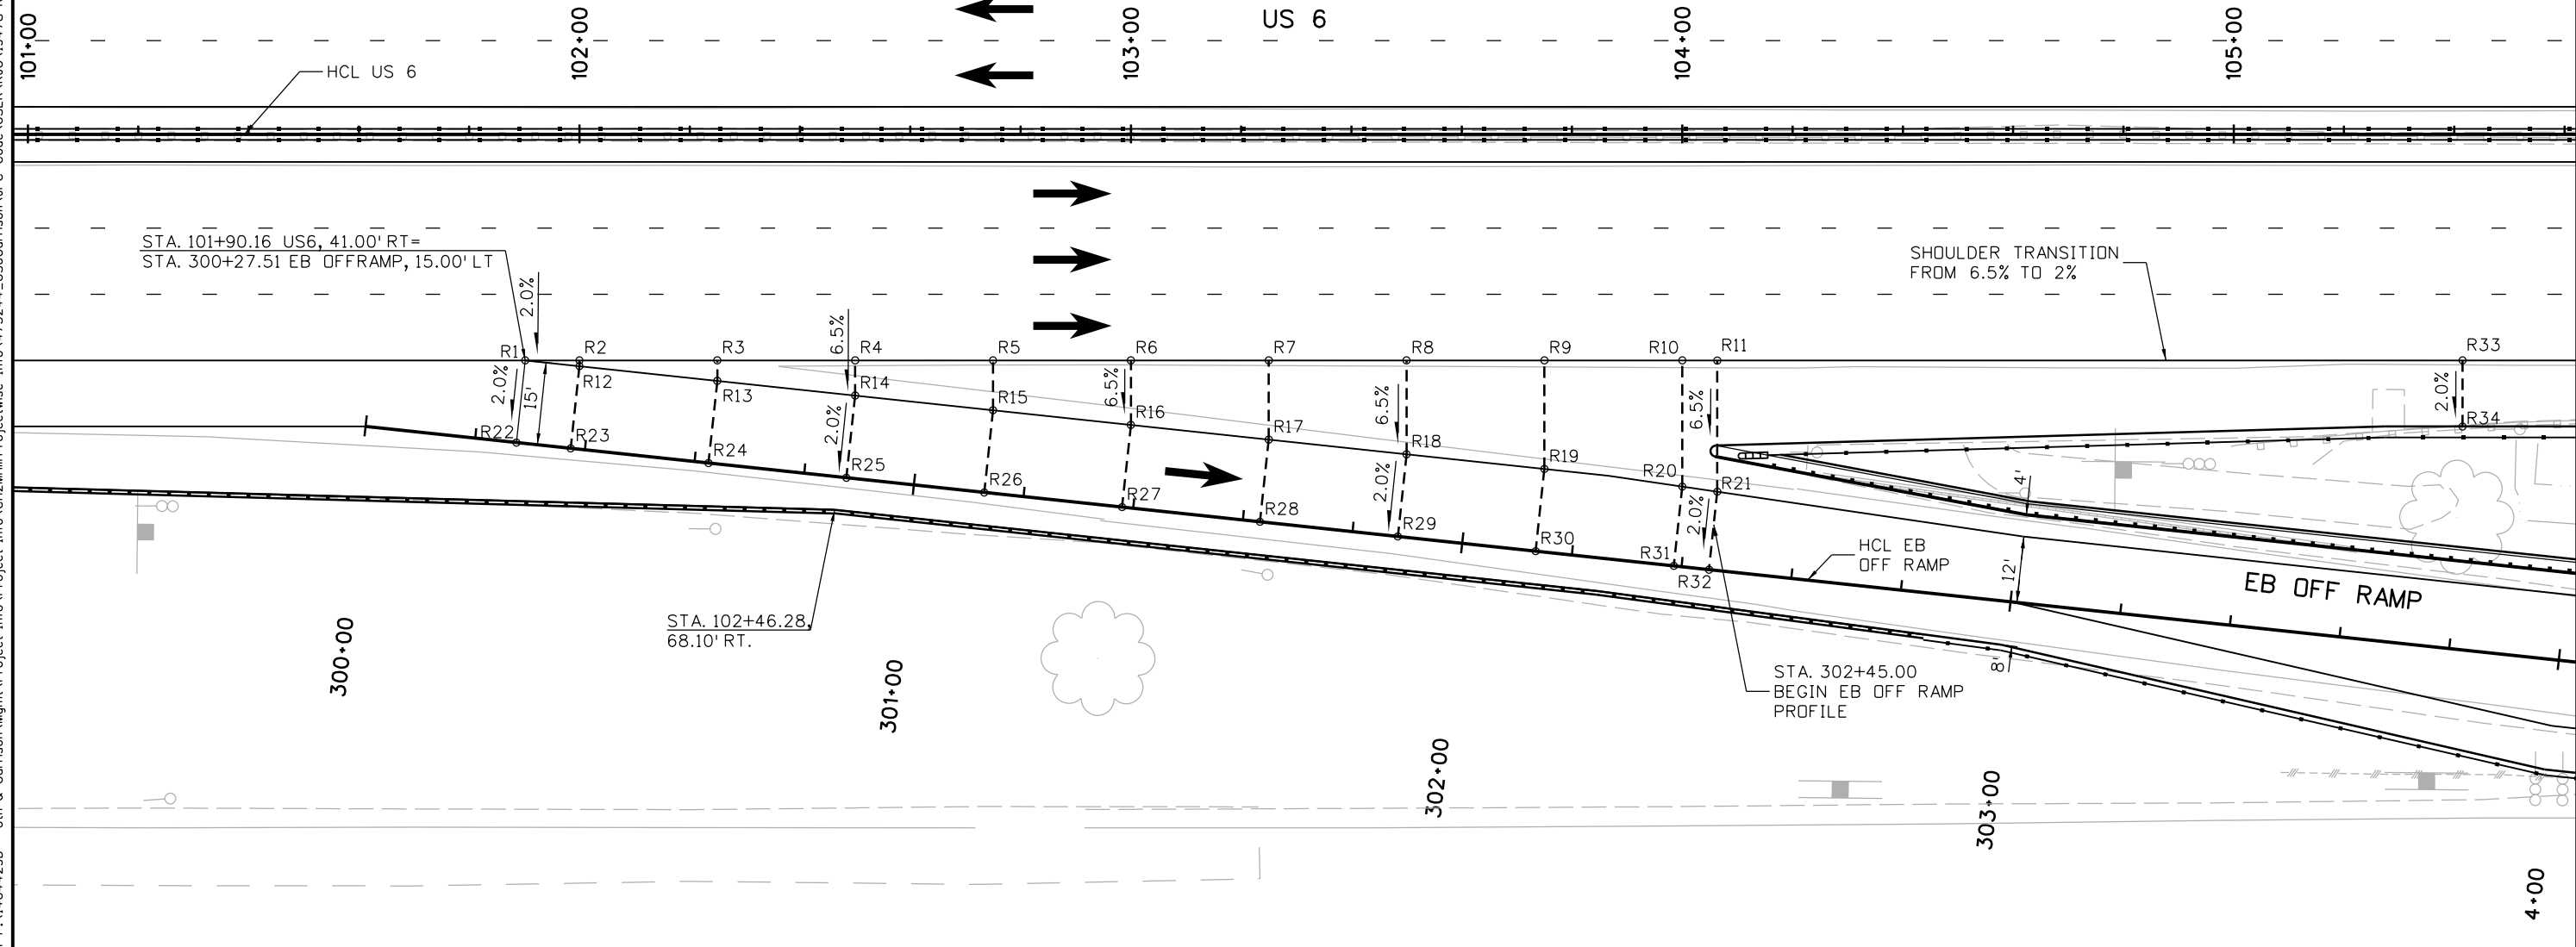 101+00
102+00
103+00
US 6
104+00
105+00
HCL US 6
STA. 101+90.16 US6, 41.00' RT=
STA. 300+27.51 EB OFFRAMP, 15.00' LT
SHOULDER TRANSITION
FROM 6.5% TO 2%
2.0%
6.5%
R1
R2
R3
R4
R5
R6
R7
R8
R9
R10
R11
R33
2.0%
15'
R12
R13
R14
R15
6.5%
R16
R17
6.5%
R18
R19
R20
6.5%
R21
2.0%
R34
R22
R23
R24
2.0%
R25
R26
R27
R28
2.0%
R29
R30
R31
2.0%
R32
4'
12'
8'
HCL EB
OFF RAMP
EB OFF RAMP
STA. 102+46.28,
68.10' RT.
STA. 302+45.00
BEGIN EB OFF RAMP
PROFILE
300+00
301+00
302+00
303+00
4+00